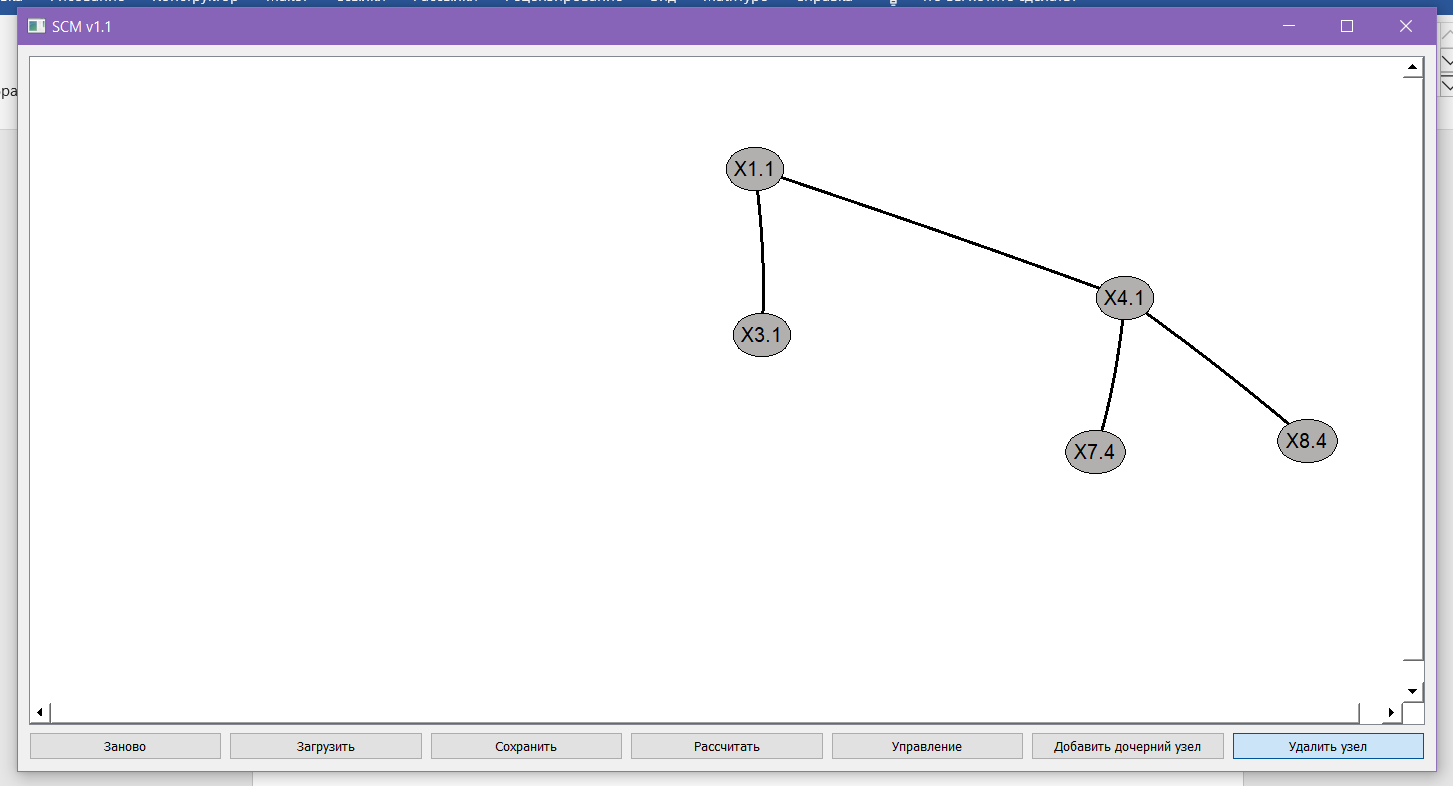 SCM v1.1
X1.1
X4.1
X3.1
X8.4
X7.4
Заново
Загрузить
Сохранить
Рассчитать
Управление
Добавить дочерний узел
Удалить узел